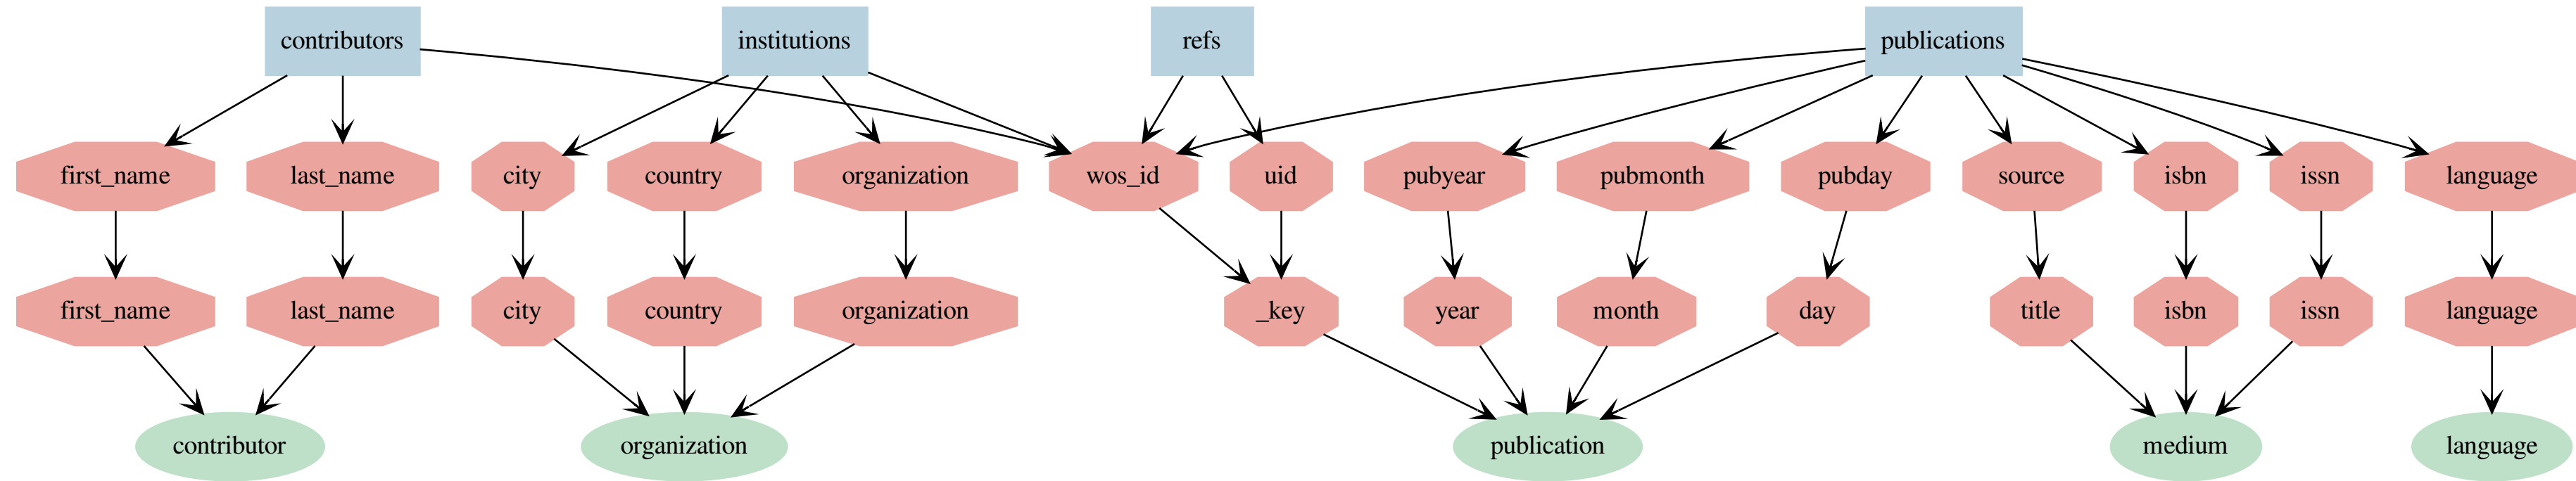 contributors
institutions
refs
publications
first_name
last_name
city
country
organization
wos_id
uid
pubyear
pubmonth
pubday
source
isbn
issn
language
first_name
last_name
city
country
organization
_key
year
month
day
title
isbn
issn
language
contributor
organization
publication
medium
language